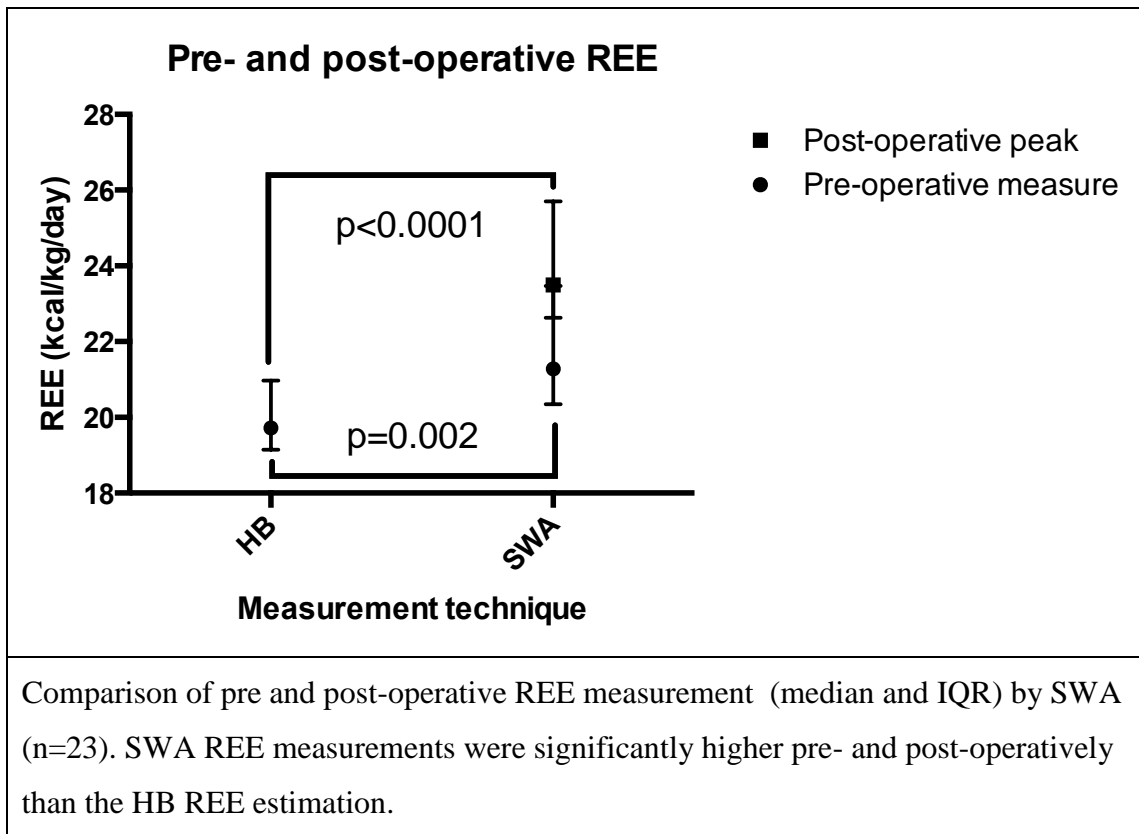 Pre- and post-operative REE
28
26
24
22
20
18
REE (kcal/kg/day)
p<0.0001
p=0.002
HB
SWA
Measurement technique
Post-operative peak
Pre-operative measure
Comparison of pre and post-operative REE measurement (median and IQR) by SWA
(n=23). SWA REE measurements were significantly higher pre- and post-operatively
than the HB REE estimation.